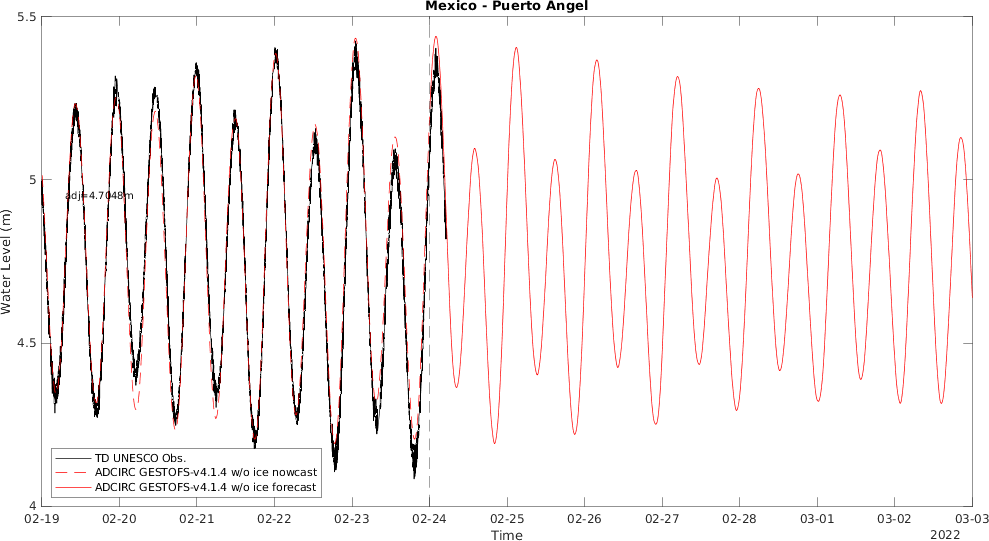 Mexico - Puerto Angel
5.5
5
4.5
4
Water Level (m)
adj=4.7048m
TD UNESCO Obs.
ADCIRC GESTOFS-v4.1.4 w/o ice nowcast
ADCIRC GESTOFS-v4.1.4 w/o ice forecast
02-19 02-20 02-21 02-22 02-23 02-24 02-25 02-26 02-27 02-28 03-01 03-02 03-03
Time
2022